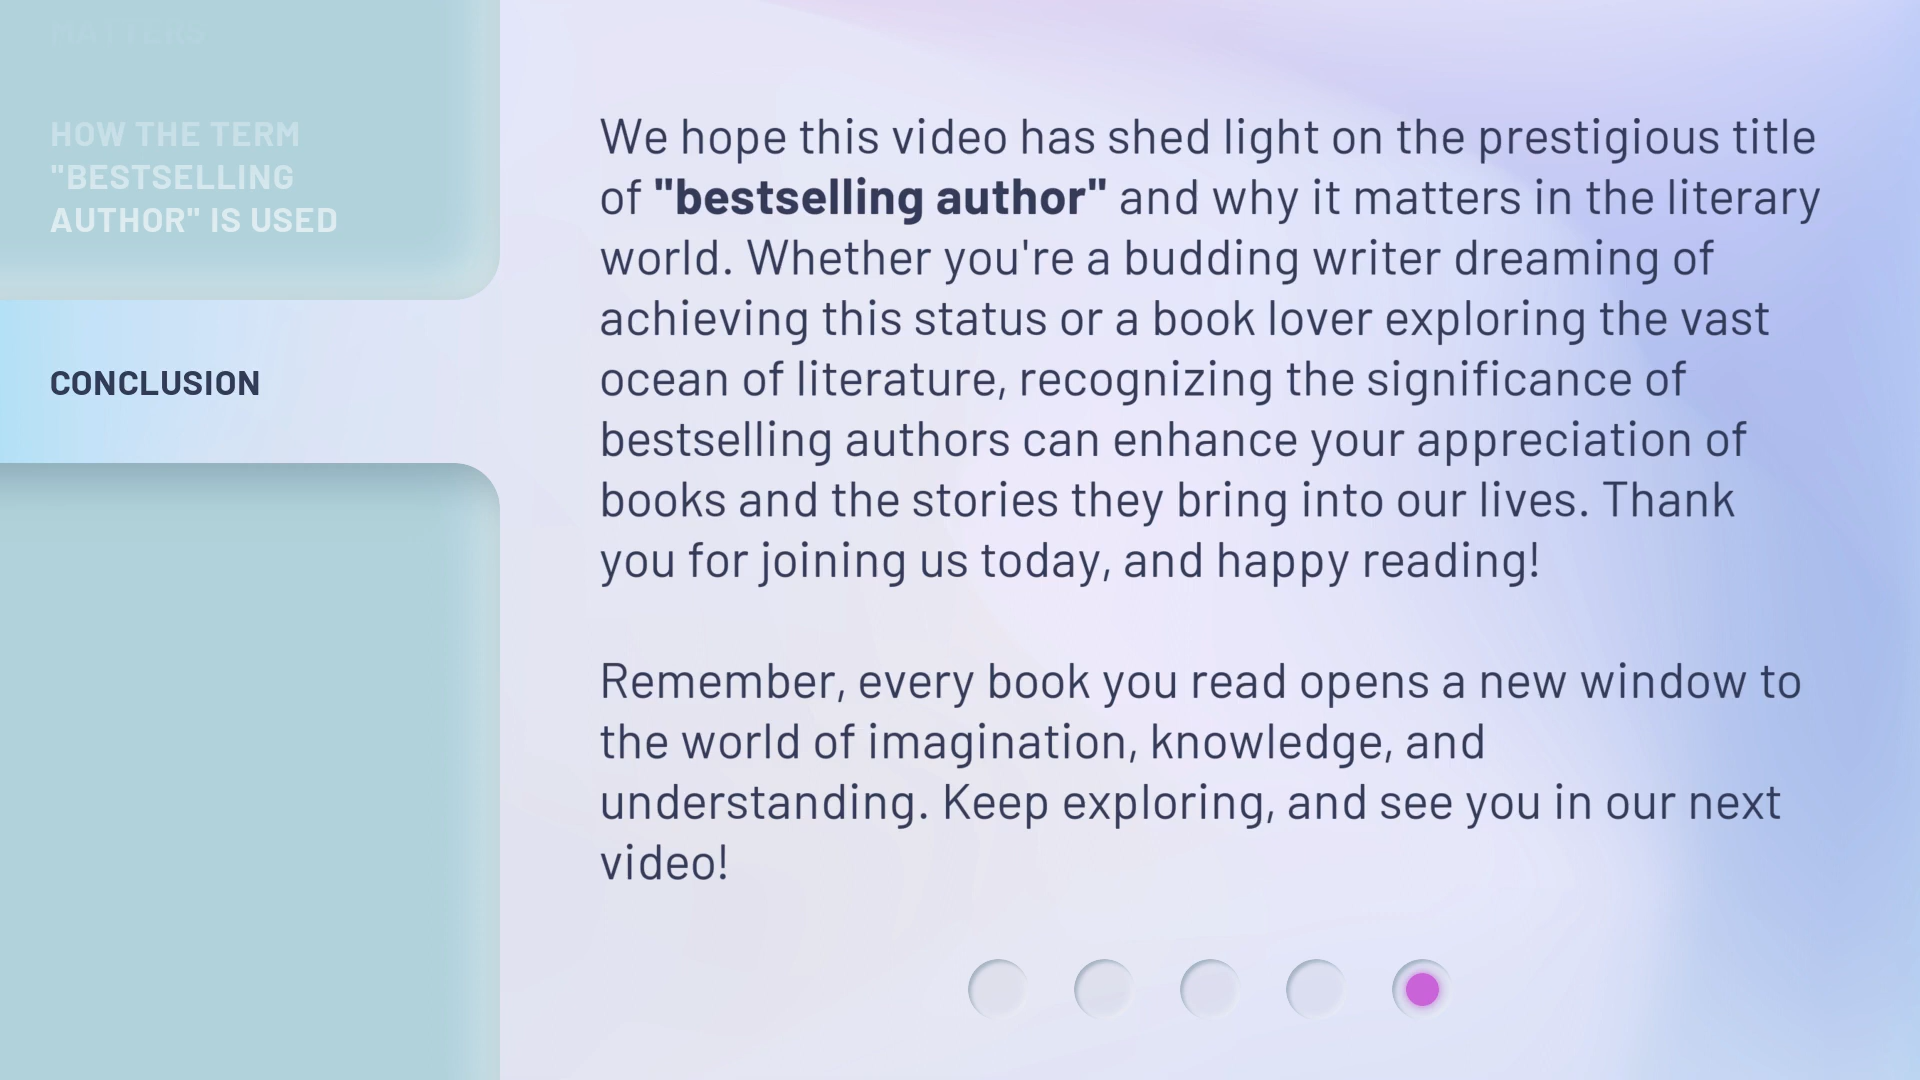 MATTERS
HOW THE TERM
"BESTSELLING
AUTHOR" IS USED
CONCLUSION
We hope this video has shed light on the prestigious title
of "bestselling author" and why it matters in the literary
world. Whether you're a budding writer dreaming of
achieving this status or a book lover exploring the vast
ocean of literature, recognizing the significance of
bestselling authors can enhance your appreciation of
books and the stories they bring into our lives. Thank
you for joining us today, and happy reading!
Remember, every book you read opens a new window to
the world of imagination, knowledge, and
understanding. Keep exploring, and see you in our next
video!